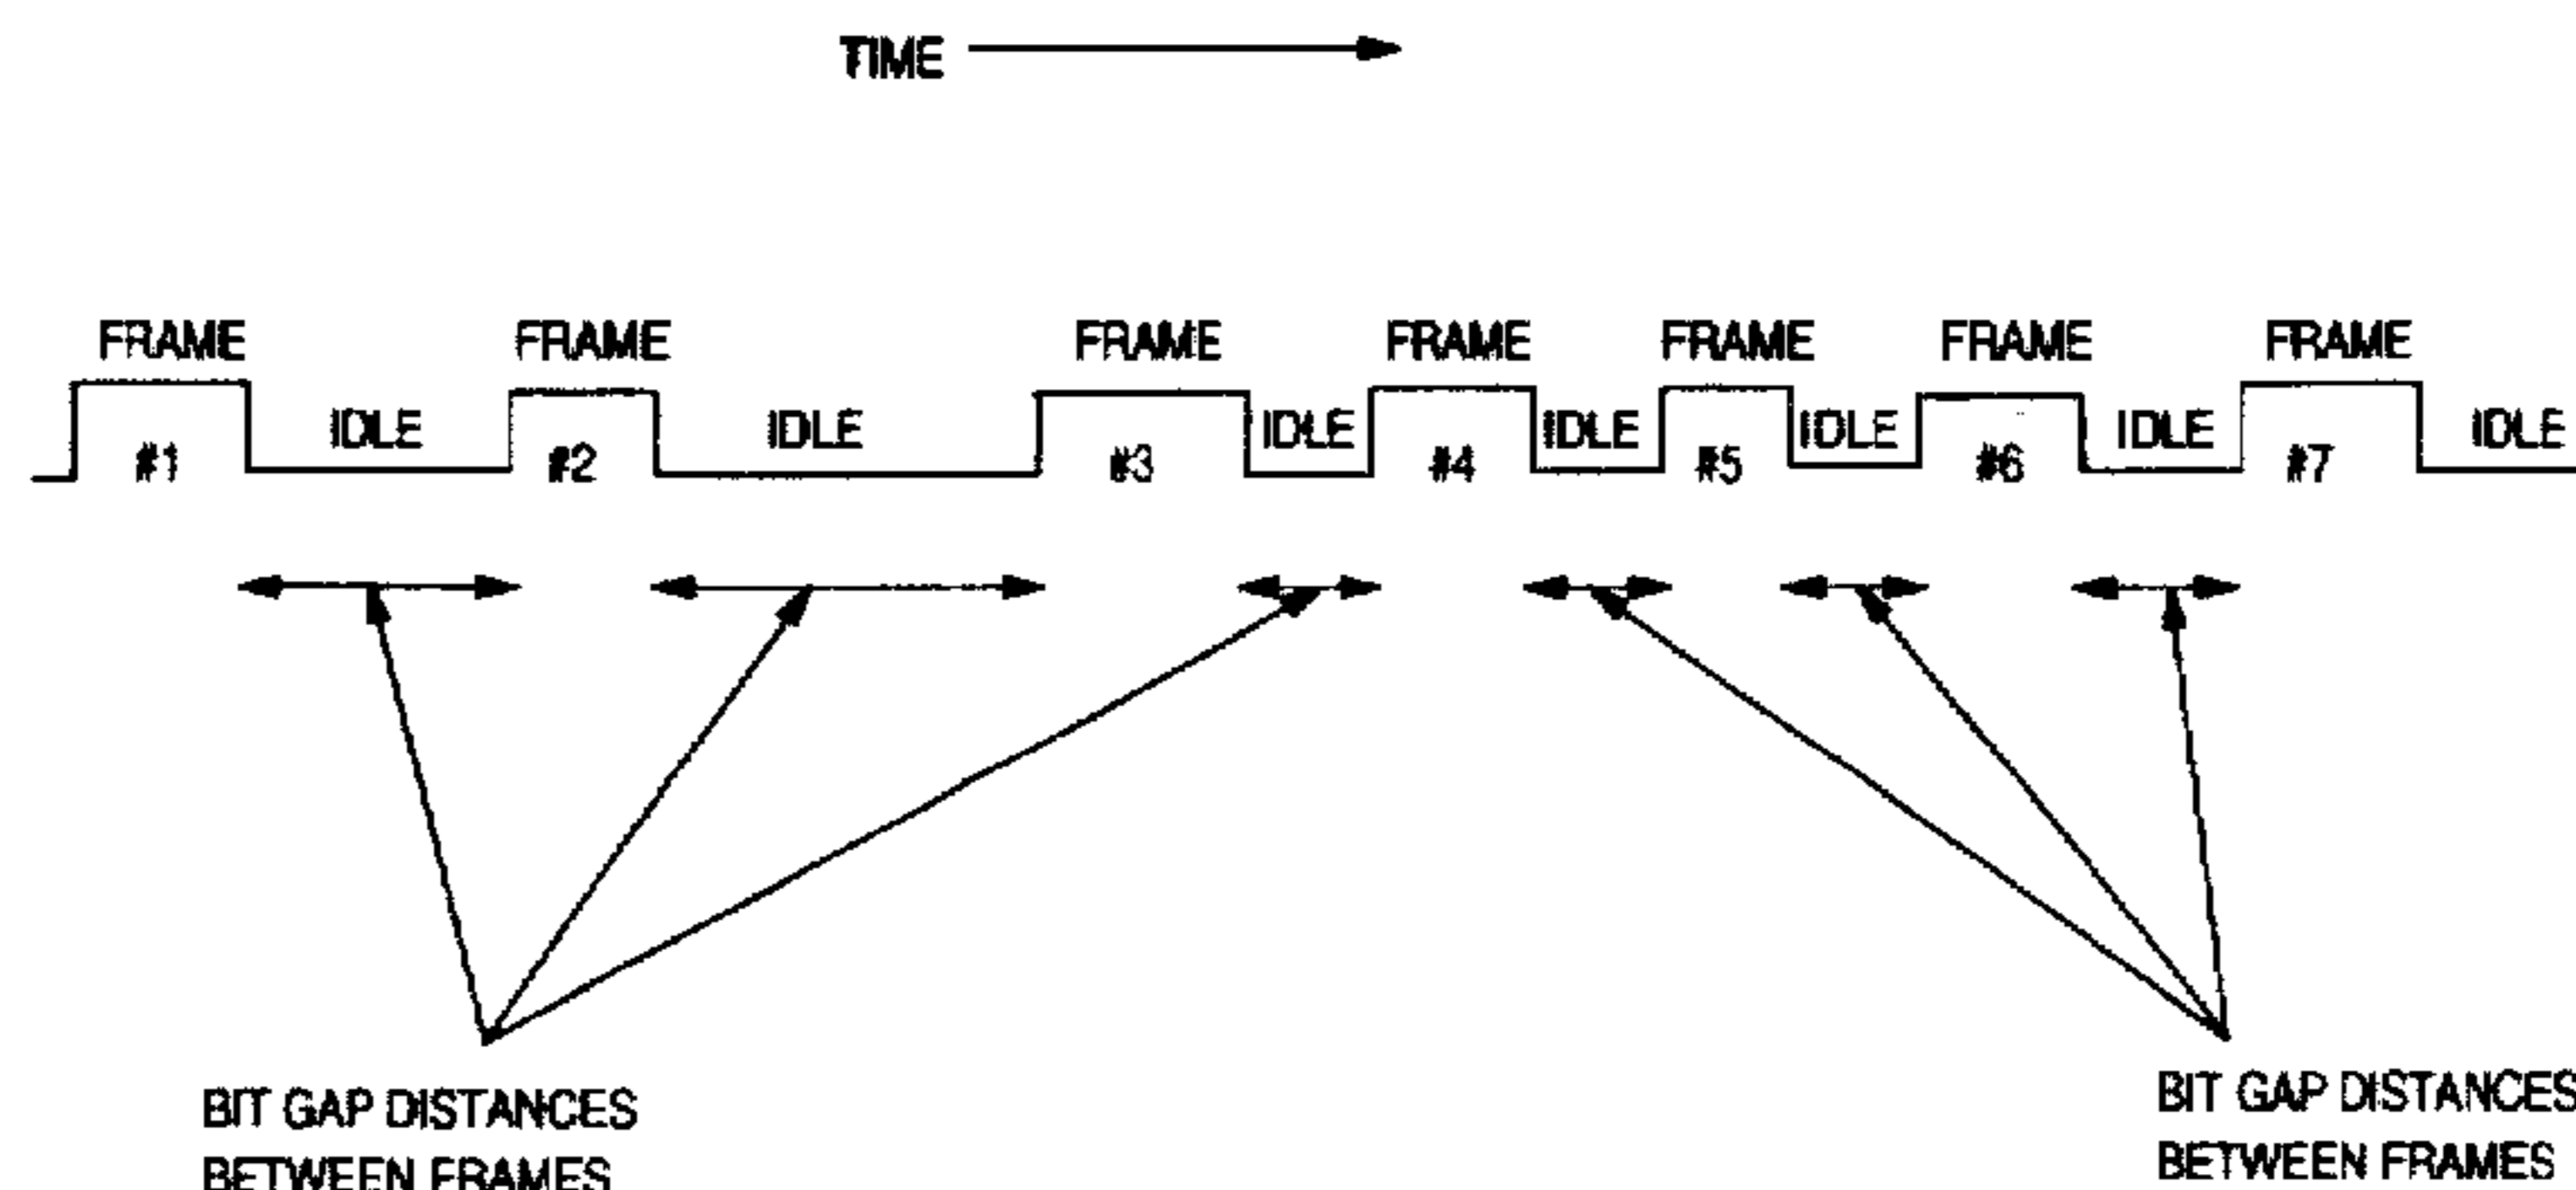 TIME
FRAME FRAME FRAME FRAME FRAME FRAME FRAME
IDLE IDLE IDLE IDLE IDLE IDLE IDLE
#1 #2 #3 #4 #5 #6 #7
BIT GAP DISTANCES
BETWEEN FRAMES
BIT GAP DISTANCES
BETWEEN FRAMES